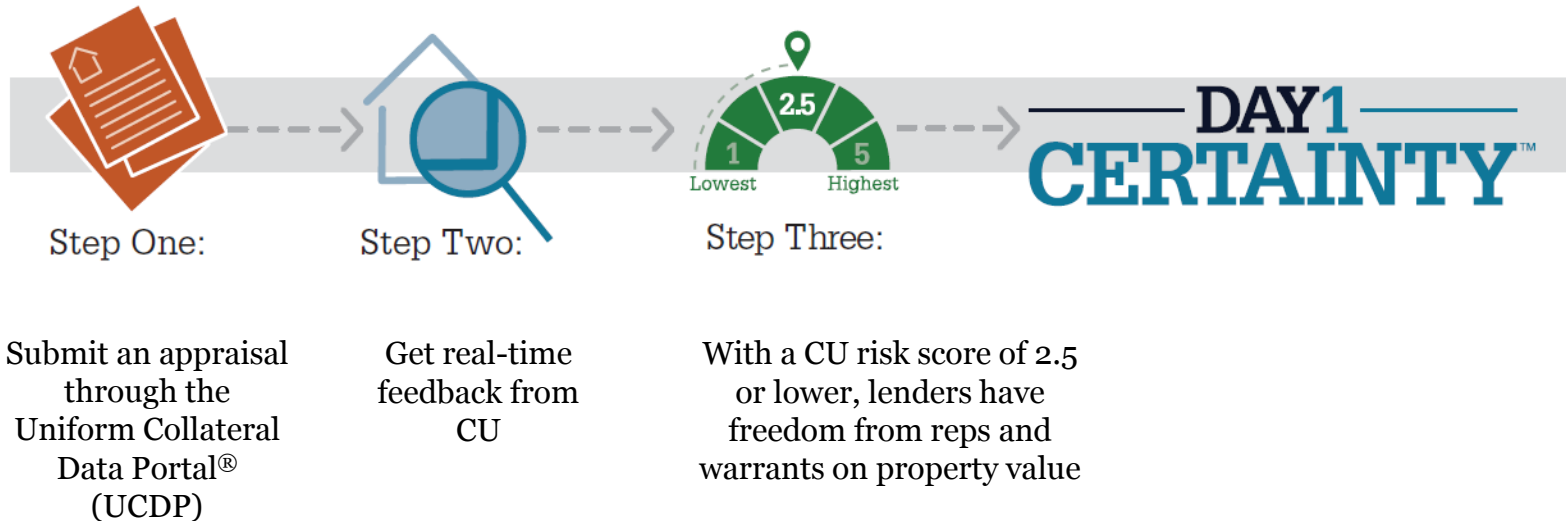 2.5
1
5
Lowest
Highest
DAY1
CERTAINTY™
Step One:
Step Two:
Step Three:
Submit an appraisal
through the
Uniform Collateral
Data Portal®
(UCDP)
Get real-time
feedback from
CU
With a CU risk score of 2.5
or lower, lenders have
freedom from reps and
warrants on property value